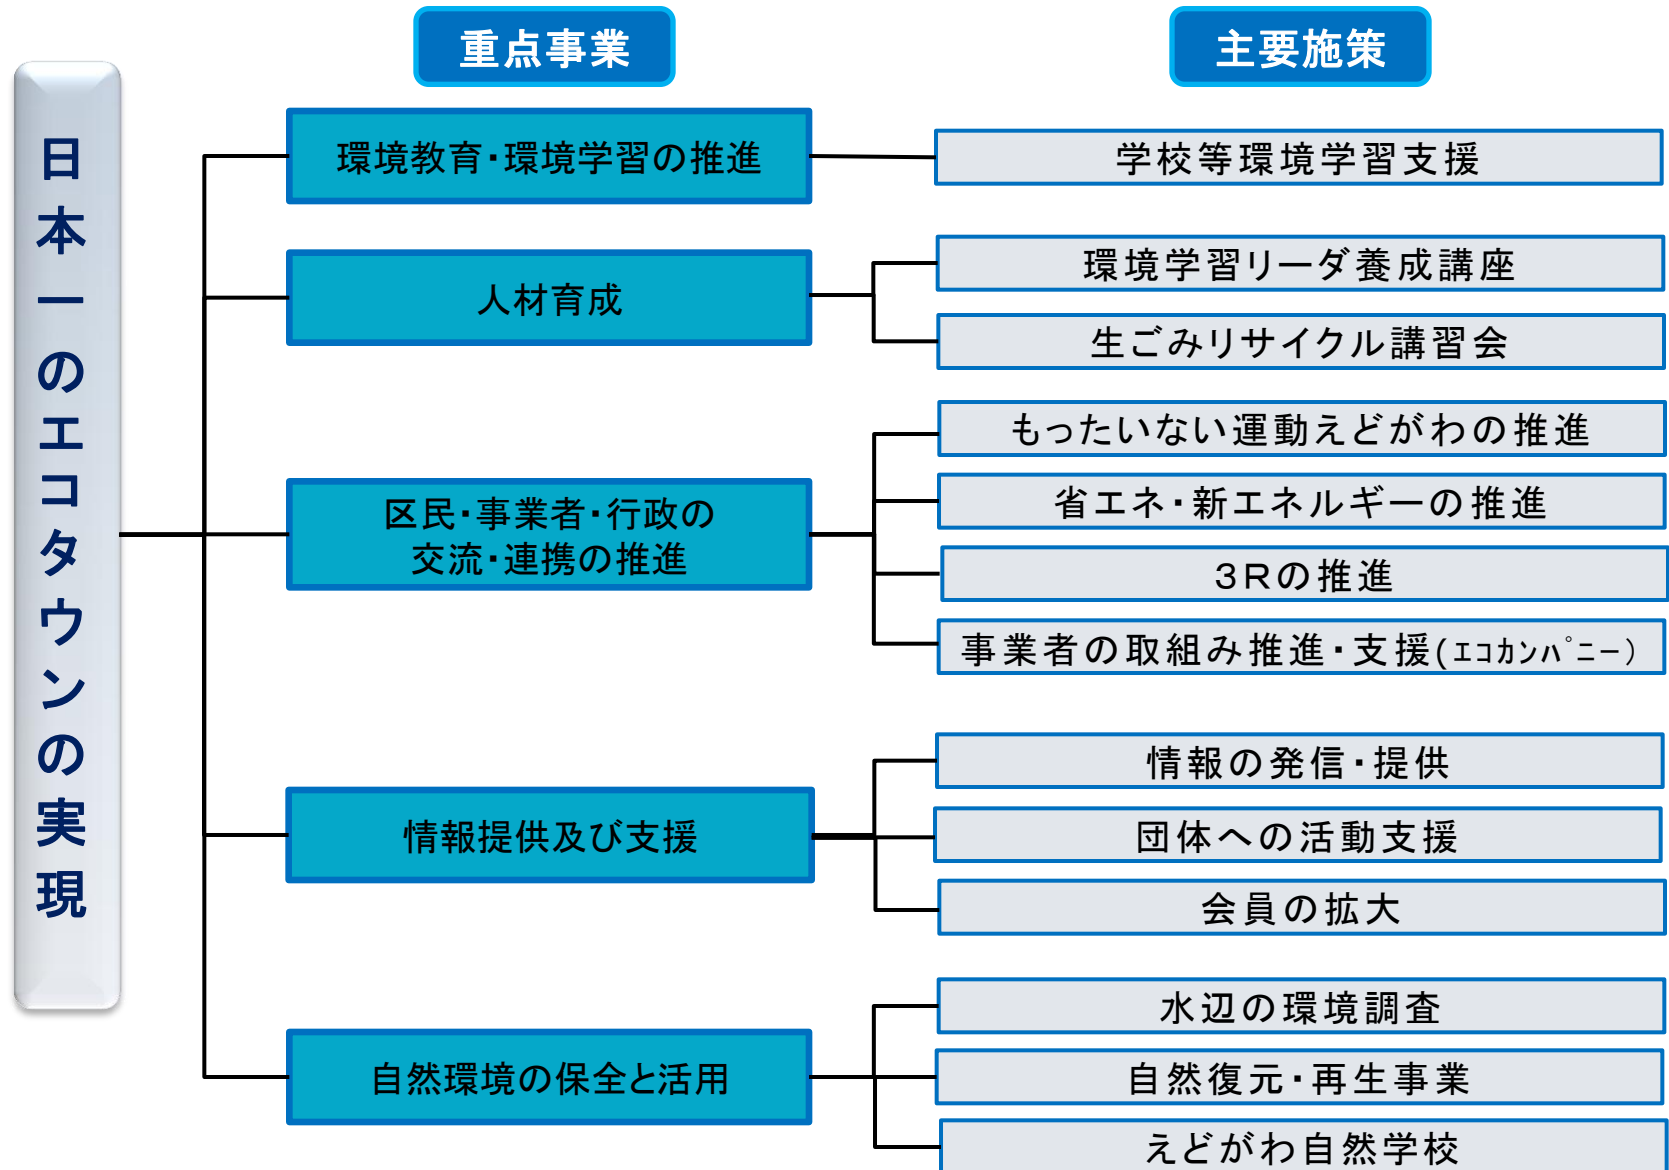 重点事業
主要施策
日本一のエコタウンの実現
環境教育・環境学習の推進
学校等環境学習支援
人材育成
環境学習リーダ養成講座
生ごみリサイクル講習会
区民・事業者・行政の
交流・連携の推進
もったいない運動えどがわの推進
省エネ・新エネルギーの推進
３Ｒの推進
事業者の取組み推進・支援(ｴｺｶﾝﾊﾟﾆｰ)
情報提供及び支援
情報の発信・提供
団体への活動支援
会員の拡大
自然環境の保全と活用
水辺の環境調査
自然復元・再生事業
えどがわ自然学校